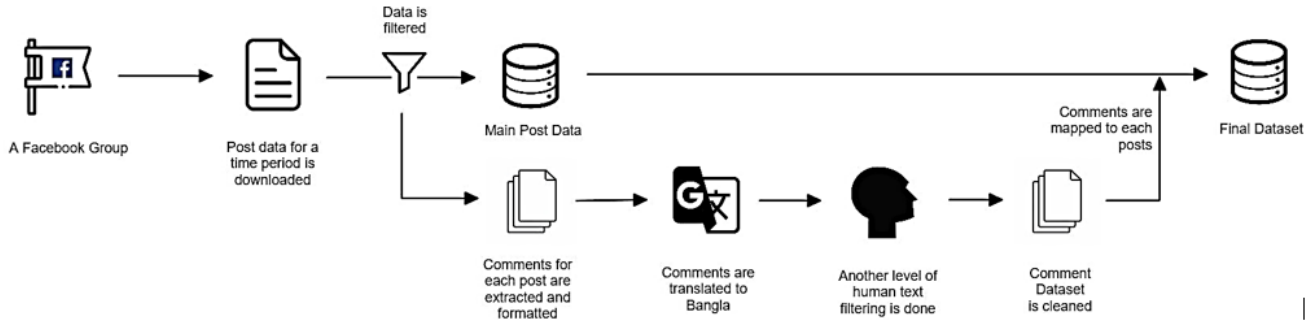 Data is
filtered
f
A Facebook Group
Post data for a
time period is
downloaded
Main Post Data
Comments are
mapped to each
posts
Final Dataset
G 文
Comments for
each post are
extracted and
formatted
Comments are
translated to
Bangla
Another level of
human text
filtering is done
Comment
Dataset
is cleaned